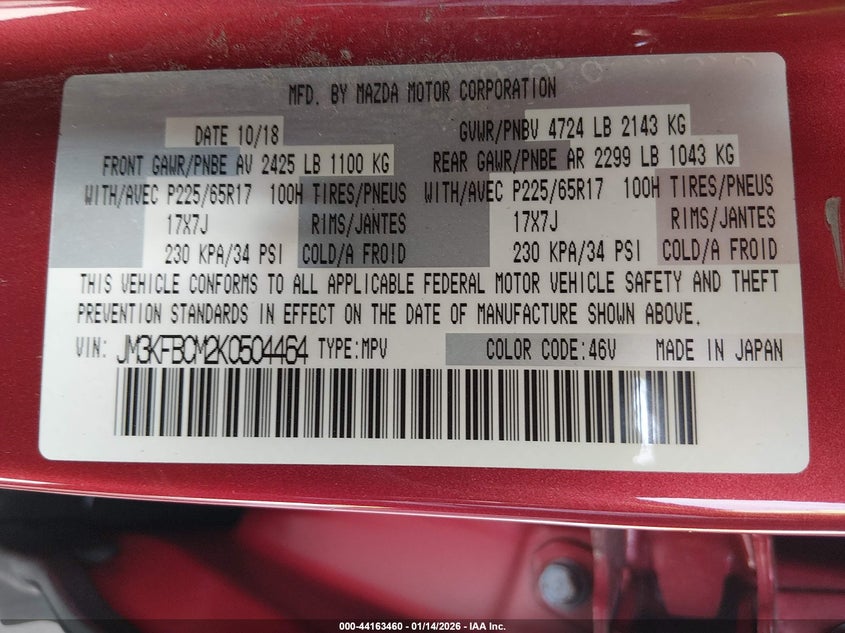 MFD. BY MAZDA MOTOR CORPORATION
DATE 10/18 GVWR/PNBV 4724 LB 2143 KG
FRONT GAWR/PNBE AV 2425 LB 1100 KG REAR GAWR/PNBE AR 2299 LB 1043 KG
WITH/AVEC P225/65R17 100H TIRES/PNEUS WITH/AVEC P225/65R17 100H TIRES/PNEUS
17X7J RIMS/JANTES 17X7J RIMS/JANTES
230 KPA/34 PSI COLD/A FROID 230 KPA/34 PSI COLD/A FROID
THIS VEHICLE CONFORMS TO ALL APPLICABLE FEDERAL MOTOR VEHICLE SAFETY AND THEFT
PREVENTION STANDARDS IN EFFECT ON THE DATE OF MANUFACTURE SHOWN ABOVE.
VIN: JM3KFBCM2K0504464 TYPE:MPV COLOR CODE:46V MADE IN JAPAN
000-44163460 - 01/14/2026 - IAA Inc.